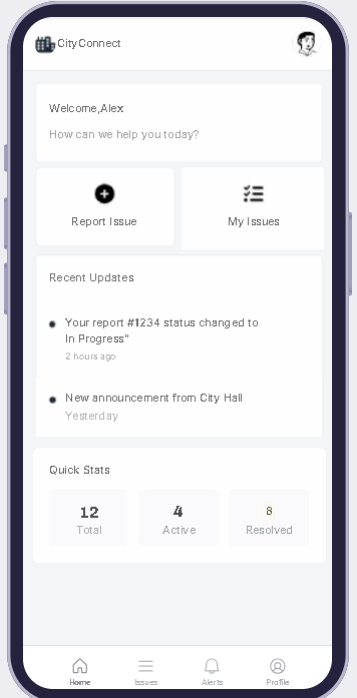 CityConnect
Welcome,Alex
How can we help you today?
Report Issue
My Issues
Recent Updates
Your report #1234 status changed to
In Progress"
2 hours ago
New announcement from City Hall
Yesterday
Quick Stats
12
4
8
Total
Active
Resolved
Home
Issues
Alerts
Profile